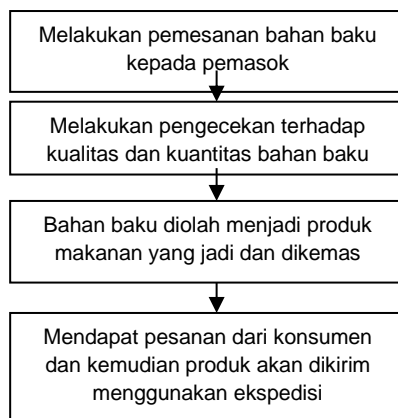 Melakukan pemesanan bahan baku
kepada pemasok
Melakukan pengecekan terhadap
kualitas dan kuantitas bahan baku
Bahan baku diolah menjadi produk
makanan yang jadi dan dikemas
Mendapat pesanan dari konsumen
dan kemudian produk akan dikirim
menggunakan ekspedisi